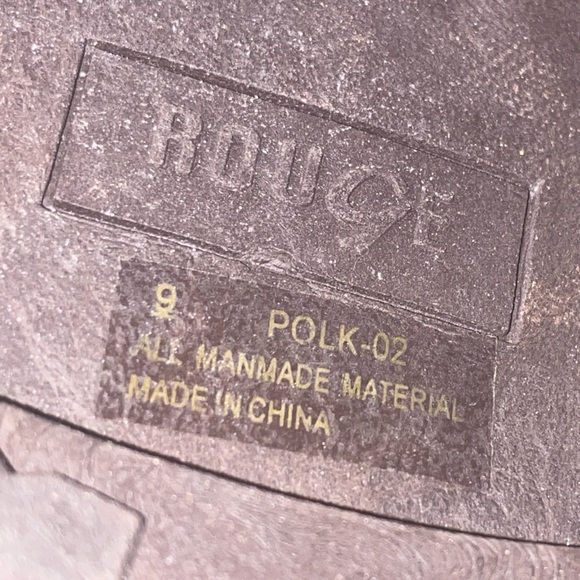 ROUGE
9 POLK-02
ALL MANMADE MATERIAL
MADE IN CHINA